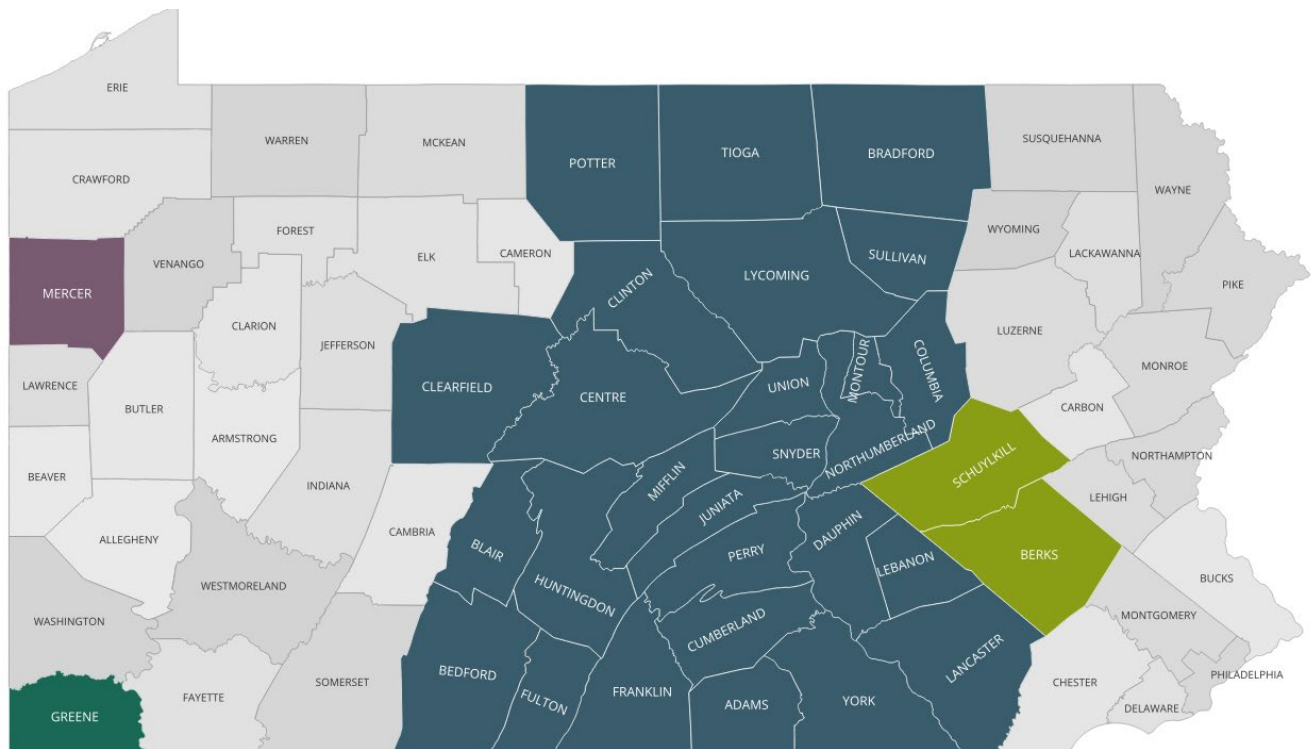 ERIE
WARREN
MCKEAN
POTTER
TIOGA
BRADFORD
SUSQUEHANNA
CRAWFORD
WAYNE
FOREST
WYOMING
LACKAWANNA
VENANGO
ELK
CAMERON
SULLIVAN
MERCER
CLINTON
LYCOMING
PIKE
CLARION
LUZERNE
JEFFERSON
MONROE
LAWRENCE
CLEARFIELD
CENTRE
UNION
MONTOUR
COLUMBIA
BUTLER
CARBON
ARMSTRONG
BEAVER
INDIANA
MIFFLIN
SNYDER
NORTHUMBERLAND
SCHUYLKILL
NORTHAMPTON
LEHIGH
ALLEGHENY
CAMBRIA
BLAIR
JUNIATA
PERRY
DAUPHIN
LEBANON
BERKS
WESTMORELAND
HUNTINGDON
BUCKS
WASHINGTON
CUMBERLAND
MONTGOMERY
BEDFORD
LANCASTER
GREENE
FAYETTE
SOMERSET
FULTON
FRANKLIN
ADAMS
YORK
CHESTER
DELAWARE
PHILADELPHIA